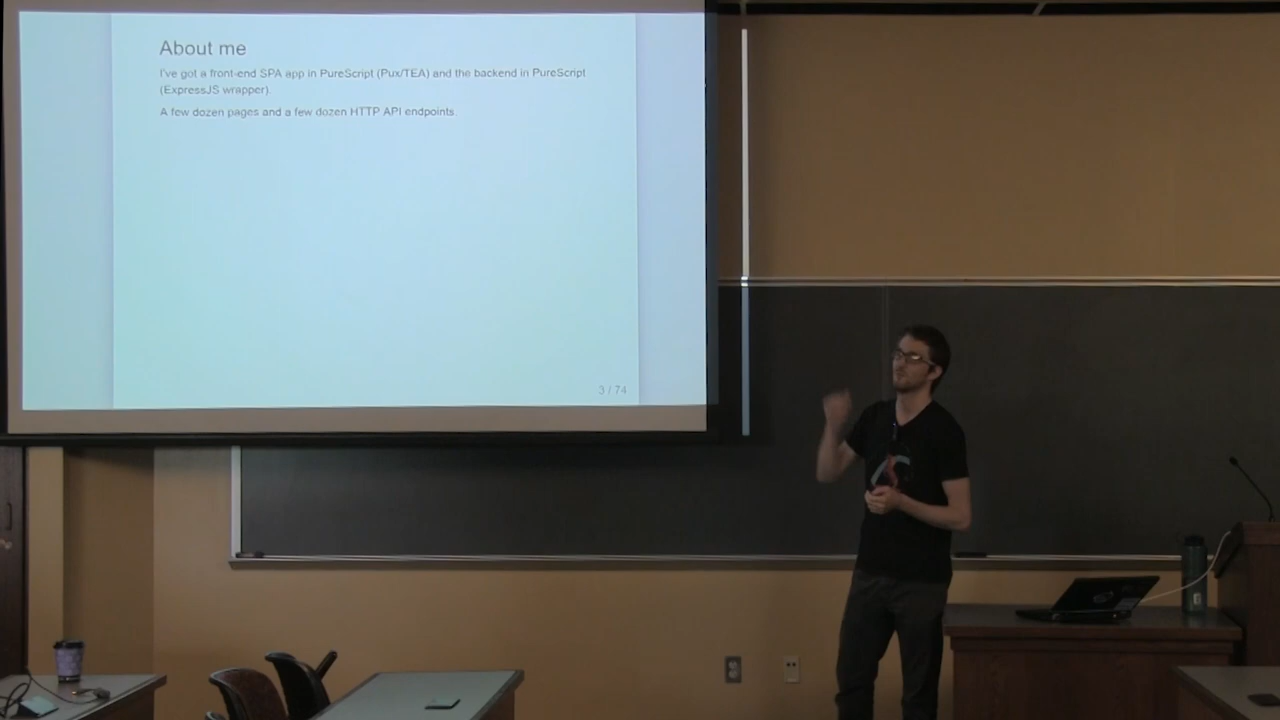 About me
I've got a front-end SPA app in PureScript (Pux/TEA) and the backend in PureScript
(ExpressJS wrapper).
A few dozen pages and a few dozen HTTP API endpoints.
3 / 74